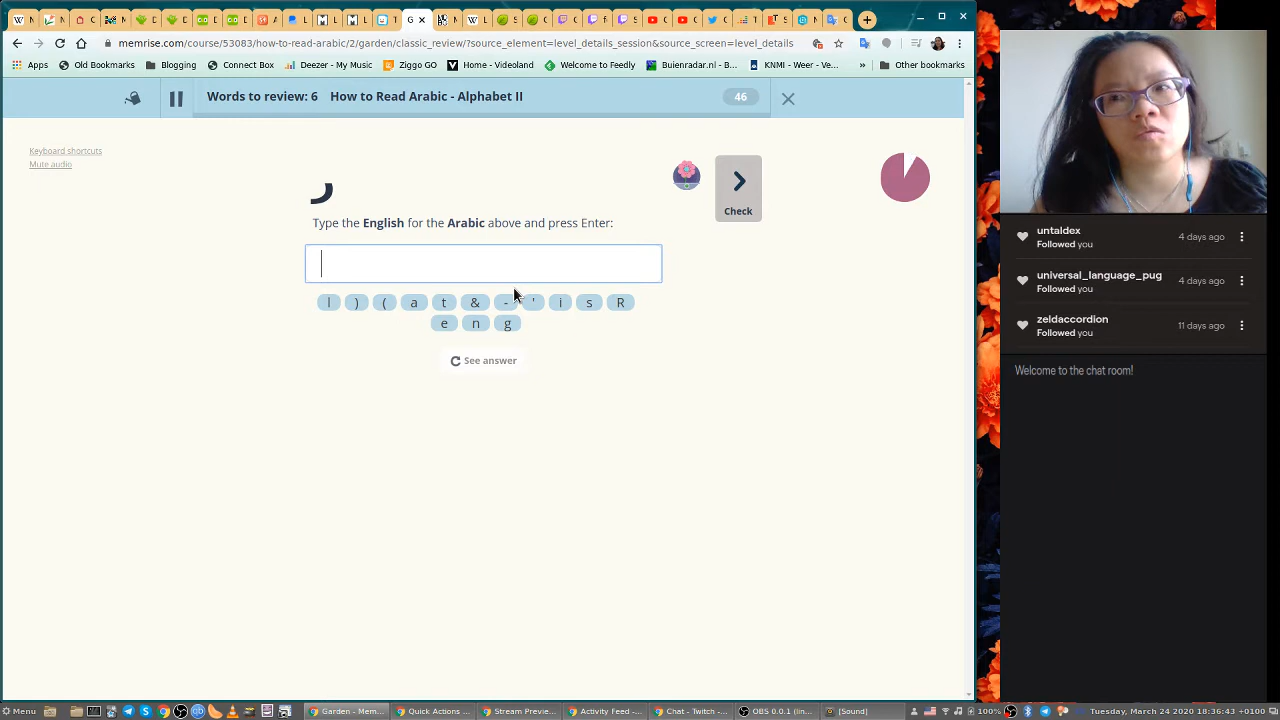 memrise.com/course/53083/how-to-read-arabic/2/garden/classic_review/?source_element=level_details_session&source_screen=level_details
Apps Old Bookmarks Blogging Connect Box Deezer - My Music Ziggo GO Home - Videoland Welcome to Feedly Buienradar.nl - B... KNMI - Weer - Ve... » Other bookmarks
Words to review: 6 How to Read Arabic - Alphabet II 46
Keyboard shortcuts
Mute audio
ر
Check
Type the English for the Arabic above and press Enter:
l ) ( a t & - ' i s R
e n g
See answer
untaldex
Followed you
4 days ago
universal_language_pug
Followed you
4 days ago
zeldaccordion
Followed you
11 days ago
Welcome to the chat room!
Menu Garden - Mem... Quick Actions ... Stream Previe... Activity Feed -... Chat - Twitch ... OBS 0.0.1 (lin... [Sound] 100% Tuesday, March 24 2020 18:36:43 +0100